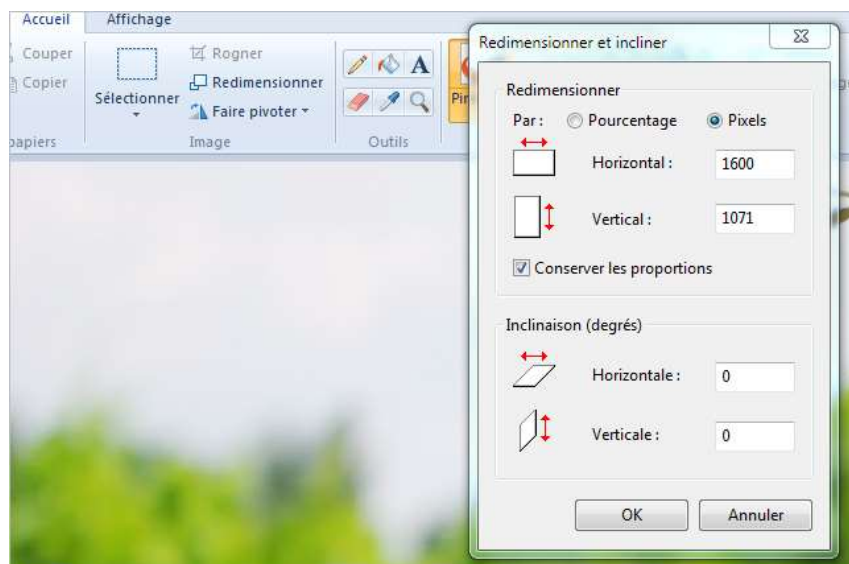 Accueil Affichage
Couper
Copier
Sélectionner
Rogner
Redimensionner
Faire pivoter
papiers Image Outils
Redimensionner et incliner
Redimensionner
Par : Pourcentage Pixels
Horizontal : 1600
Vertical : 1071
Conserver les proportions
Inclinaison (degrés)
Horizontale : 0
Verticale : 0
OK Annuler